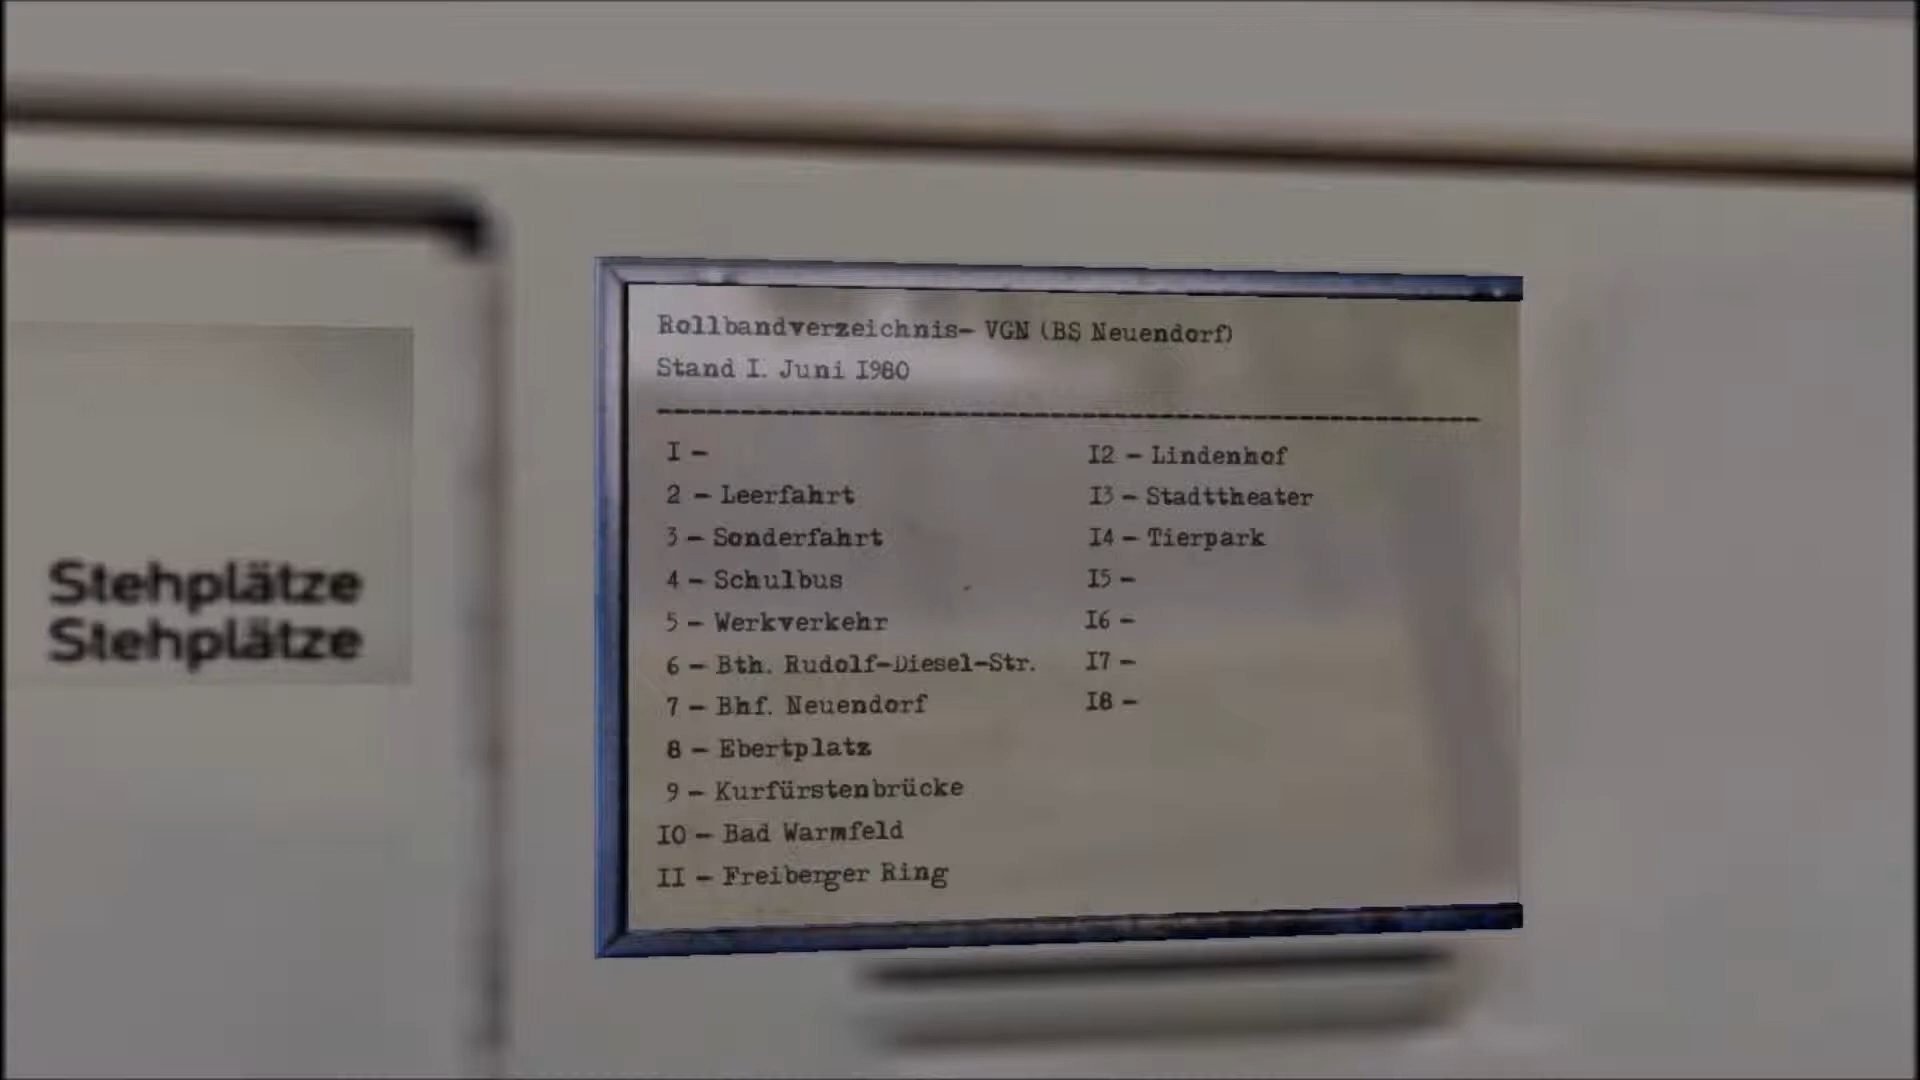 Stehplätze
Stehplätze
Rollbandverzeichnis- VGN (BS Neuendorf)
Stand I. Juni I980
I -
2 - Leerfahrt
3 - Sonderfahrt
4 - Schulbus
5 - Werkverkehr
6 - Bth. Rudolf-Diesel-Str.
7 - Bhf. Neuendorf
8 - Ebertplatz
9 - Kurfürstenbrücke
IO - Bad Warmfeld
II - Freiberger Ring
I2 - Lindenhof
I3 - Stadttheater
I4 - Tierpark
I5 -
I6 -
I7 -
I8 -